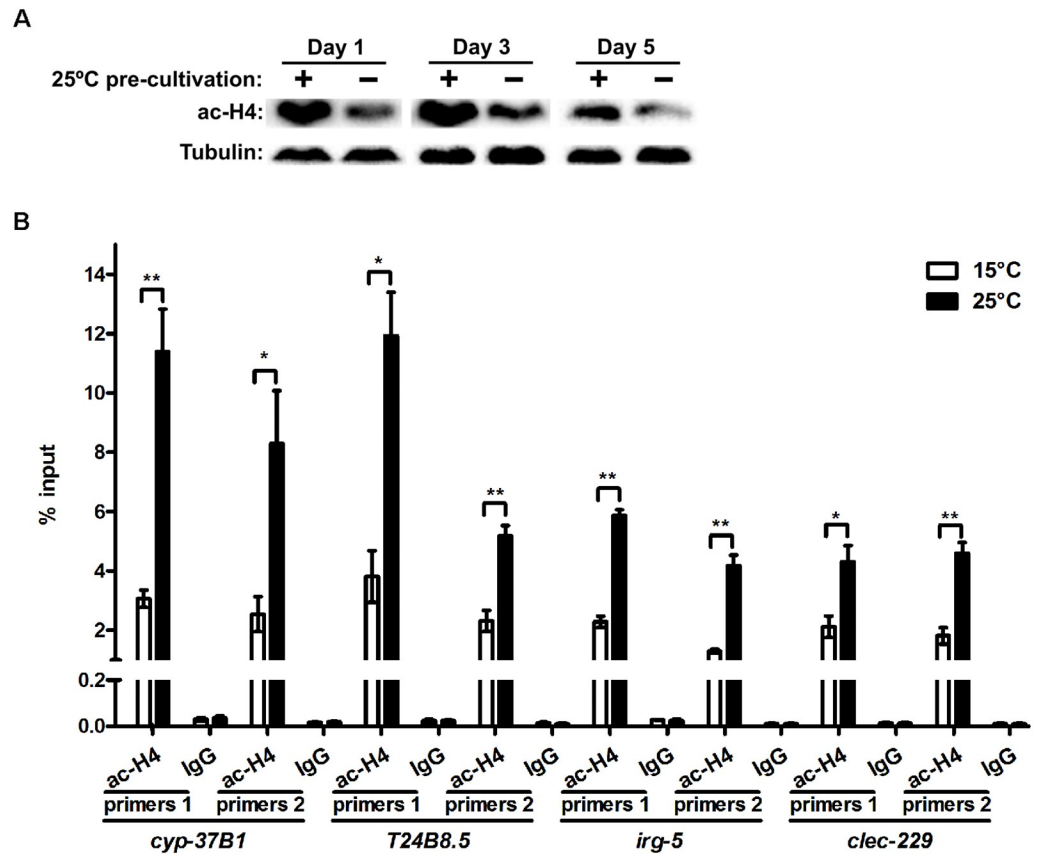 A
Day 1 Day 3 Day 5
25ºC pre-cultivation: + − + − + −
ac-H4:
Tubulin:
B
15°C
25°C
% input
14
12
10
8
6
4
2
0.2
0.0
** * * ** ** ** * **
ac-H4 IgG ac-H4 IgG ac-H4 IgG ac-H4 IgG ac-H4 IgG ac-H4 IgG ac-H4 IgG ac-H4 IgG
primers 1 primers 2 primers 1 primers 2 primers 1 primers 2 primers 1 primers 2
cyp-37B1 T24B8.5 irg-5 clec-229